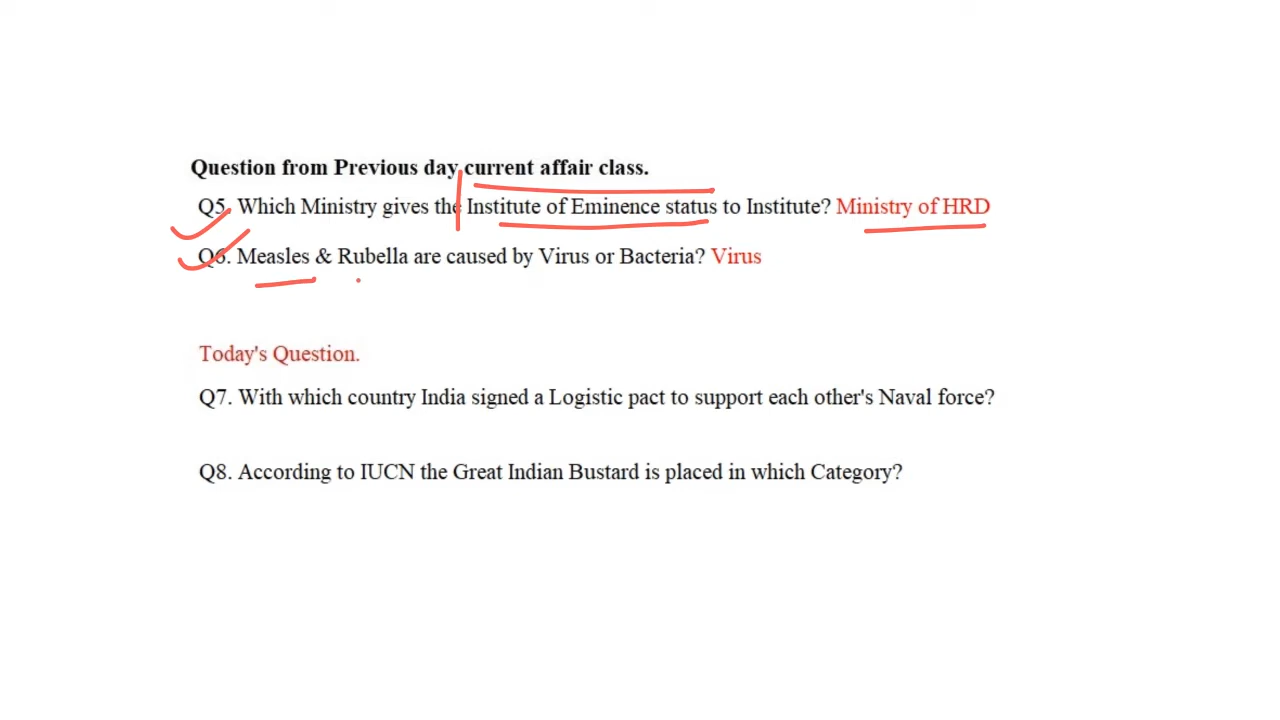 Question from Previous day current affair class.
Q5. Which Ministry gives the Institute of Eminence status to Institute? Ministry of HRD
Q6. Measles & Rubella are caused by Virus or Bacteria? Virus
Today's Question.
Q7. With which country India signed a Logistic pact to support each other's Naval force?
Q8. According to IUCN the Great Indian Bustard is placed in which Category?